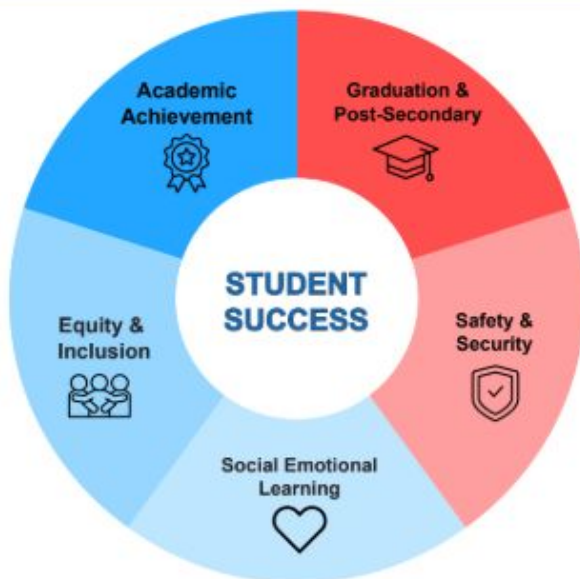 Academic
Achievement
Graduation &
Post-Secondary
STUDENT
SUCCESS
Equity &
Inclusion
Safety &
Security
Social Emotional
Learning